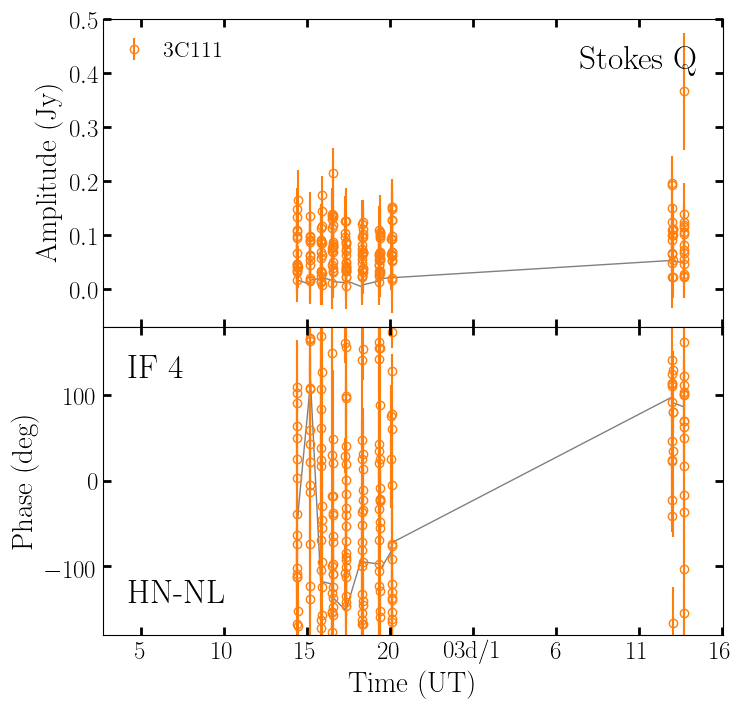 3C111
Stokes Q
0.5
0.4
0.3
0.2
0.1
0.0
Amplitude (Jy)
IF 4
HN-NL
100
0
−100
Phase (deg)
5 10 15 20 03d/1 6 11 16
Time (UT)